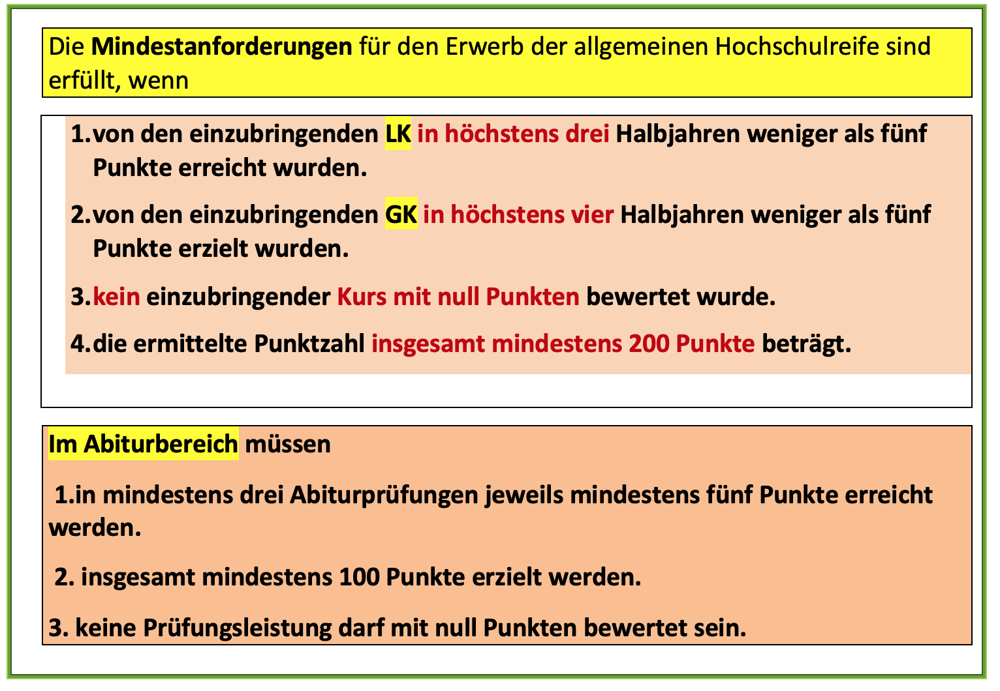 Die Mindestanforderungen für den Erwerb der allgemeinen Hochschulreife sind
erfüllt, wenn
1.von den einzubringenden LK in höchstens drei Halbjahren weniger als fünf
Punkte erreicht wurden.
2.von den einzubringenden GK in höchstens vier Halbjahren weniger als fünf
Punkte erzielt wurden.
3.kein einzubringender Kurs mit null Punkten bewertet wurde.
4.die ermittelte Punktzahl insgesamt mindestens 200 Punkte beträgt.
Im Abiturbereich müssen
1.in mindestens drei Abiturprüfungen jeweils mindestens fünf Punkte erreicht
werden.
2. insgesamt mindestens 100 Punkte erzielt werden.
3. keine Prüfungsleistung darf mit null Punkten bewertet sein.